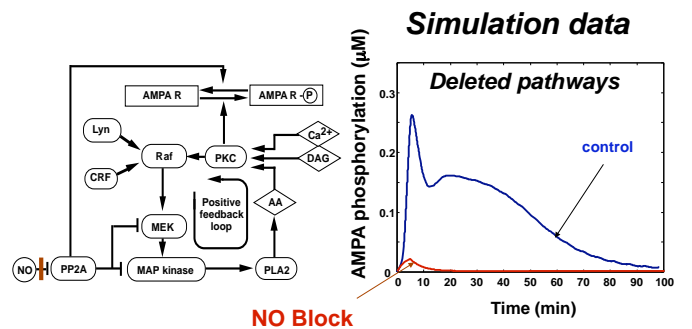 Simulation data
AMPA R
AMPA R - P
Lyn
Ca2+
Raf
PKC
DAG
CRF
AA
Positive
feedback
loop
MEK
NO
PP2A
MAP kinase
PLA2
NO Block
Deleted pathways
control
AMPA phosphorylation (μM)
0.3
0.2
0.1
0
0 10 20 30 40 50 60 70 80 90 100
Time (min)